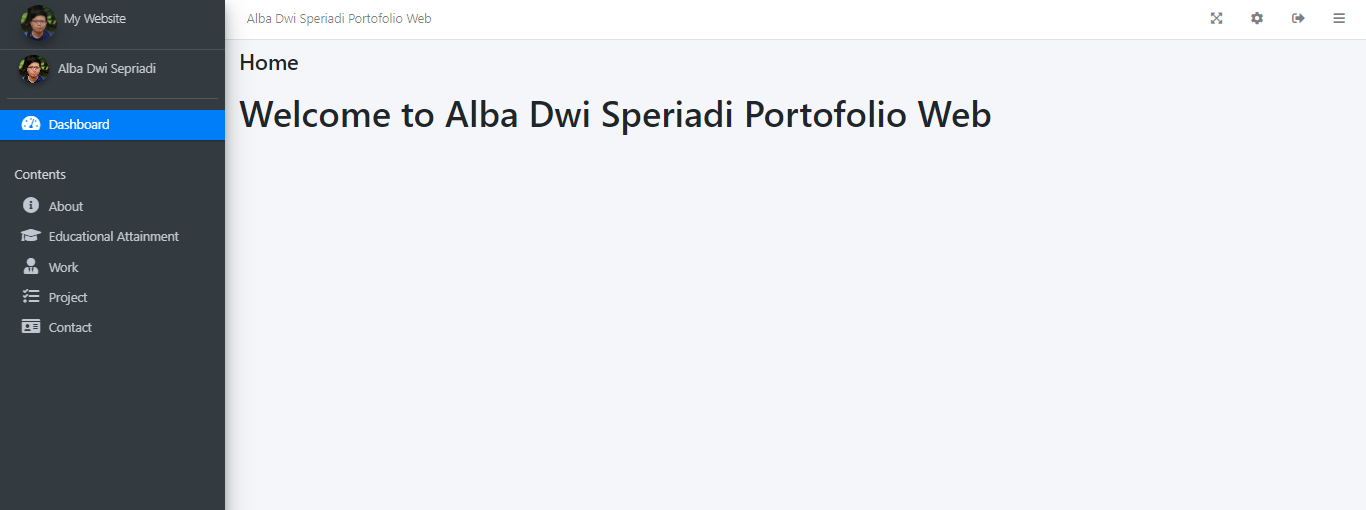 My Website
Alba Dwi Speriadi Portofolio Web
Alba Dwi Sepriadi
Home
Welcome to Alba Dwi Speriadi Portofolio Web
Dashboard
Contents
About
Educational Attainment
Work
Project
Contact